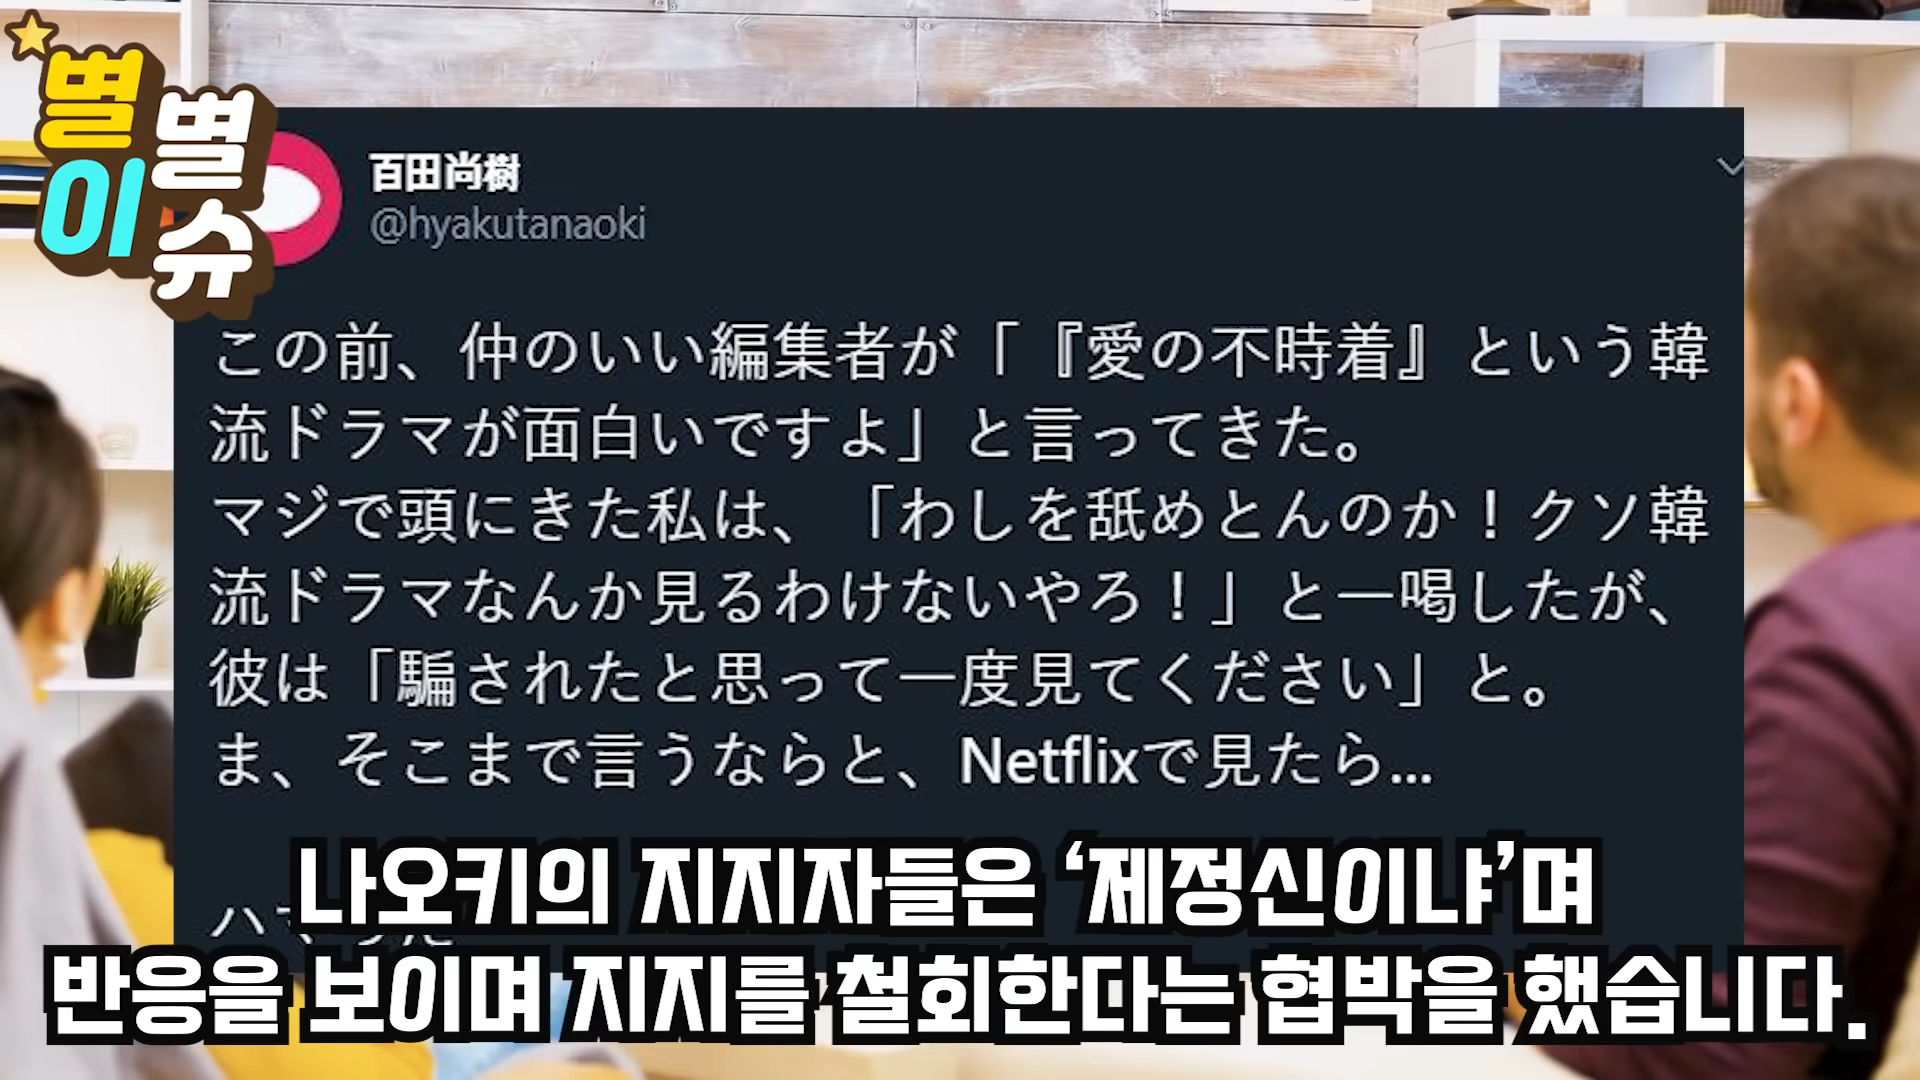 별별
이슈
百田尚樹
@hyakutanaoki
この前、仲のいい編集者が「『愛の不時着』という韓
流ドラマが面白いですよ」と言ってきた。
マジで頭にきた私は、「わしを舐めとんのか！クソ韓
流ドラマなんか見るわけないやろ！」と一喝したが、
彼は「騙されたと思って一度見てください」と。
ま、そこまで言うならと、Netflixで見たら...
나오키의 지지자들은 ‘제정신이냐’며
반응을 보이며 지지를 철회한다는 협박을 했습니다.